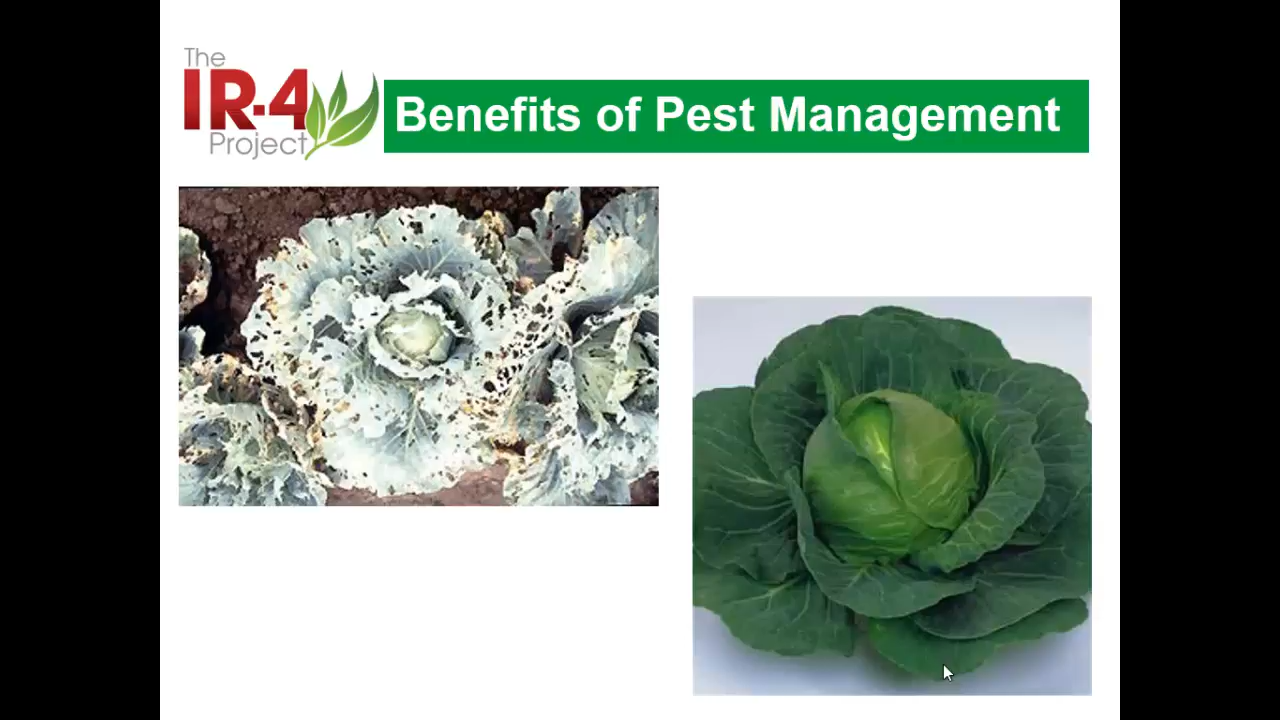 The
IR-4
Project
Benefits of Pest Management